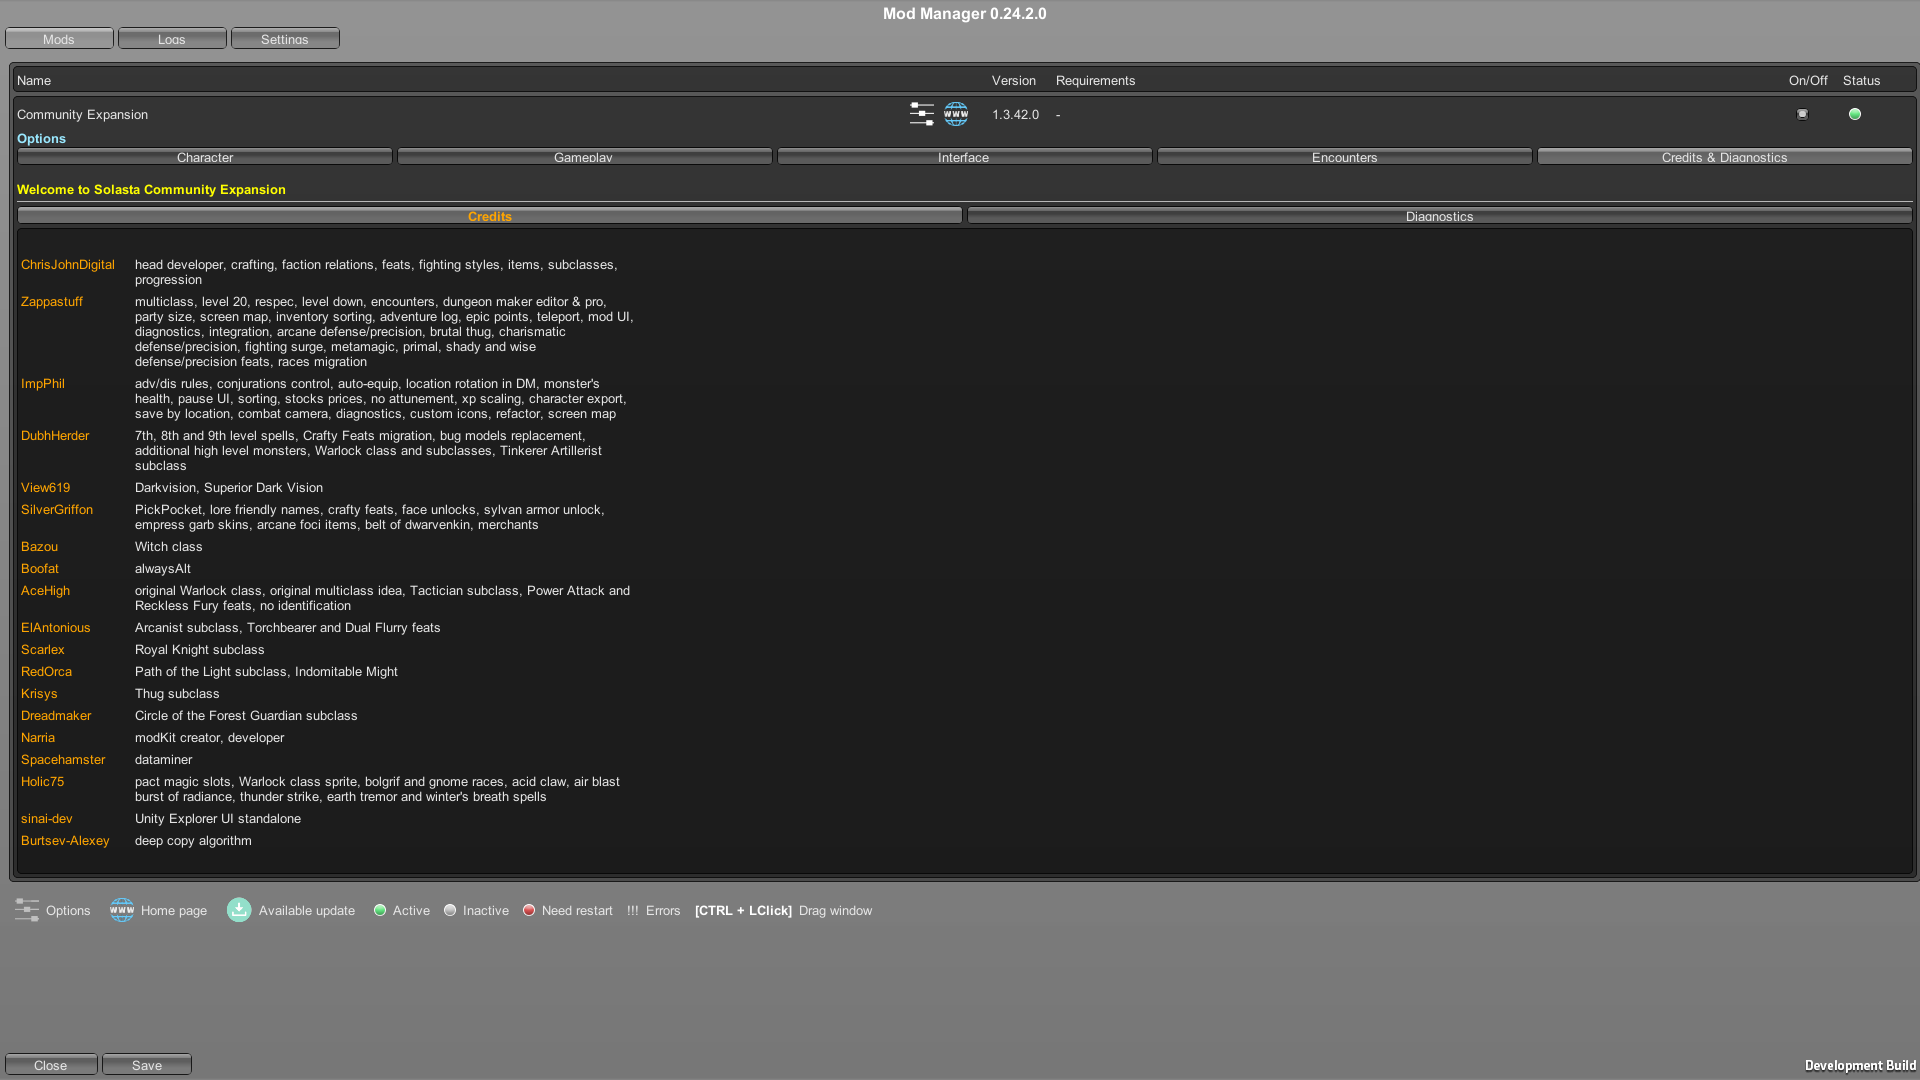 Mod Manager 0.24.2.0
Mods Logs Settings
Name Version Requirements On/Off Status
Community Expansion www 1.3.42.0 -
Options
Character Gameplay Interface Encounters Credits & Diagnostics
Welcome to Solasta Community Expansion
Credits Diagnostics
ChrisJohnDigital head developer, crafting, faction relations, feats, fighting styles, items, subclasses,
progression
Zappastuff multiclass, level 20, respec, level down, encounters, dungeon maker editor & pro,
party size, screen map, inventory sorting, adventure log, epic points, teleport, mod UI,
diagnostics, integration, arcane defense/precision, brutal thug, charismatic
defense/precision, fighting surge, metamagic, primal, shady and wise
defense/precision feats, races migration
ImpPhil adv/dis rules, conjurations control, auto-equip, location rotation in DM, monster's
health, pause UI, sorting, stocks prices, no attunement, xp scaling, character export,
save by location, combat camera, diagnostics, custom icons, refactor, screen map
DubhHerder 7th, 8th and 9th level spells, Crafty Feats migration, bug models replacement,
additional high level monsters, Warlock class and subclasses, Tinkerer Artillerist
subclass
View619 Darkvision, Superior Dark Vision
SilverGriffon PickPocket, lore friendly names, crafty feats, face unlocks, sylvan armor unlock,
empress garb skins, arcane foci items, belt of dwarvenkin, merchants
Bazou Witch class
Boofat alwaysAlt
AceHigh original Warlock class, original multiclass idea, Tactician subclass, Power Attack and
Reckless Fury feats, no identification
ElAntonious Arcanist subclass, Torchbearer and Dual Flurry feats
Scarlex Royal Knight subclass
RedOrca Path of the Light subclass, Indomitable Might
Krisys Thug subclass
Dreadmaker Circle of the Forest Guardian subclass
Narria modKit creator, developer
Spacehamster dataminer
Holic75 pact magic slots, Warlock class sprite, bolgrif and gnome races, acid claw, air blast
burst of radiance, thunder strike, earth tremor and winter's breath spells
sinai-dev Unity Explorer UI standalone
Burtsev-Alexey deep copy algorithm
Options www Home page Available update Active Inactive Need restart !!! Errors [CTRL + LClick] Drag window
Close Save Development Build